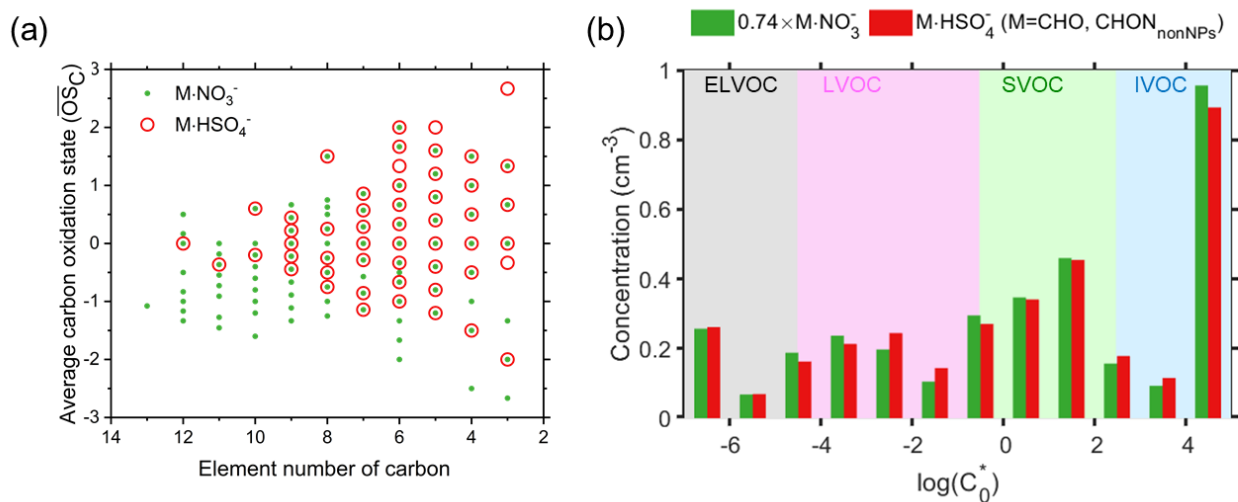 (a)
Average carbon oxidation state (OSC)
3
2
1
0
-1
-2
-3
M·NO3-
M·HSO4-
14 12 10 8 6 4 2
Element number of carbon
(b)
0.74×M·NO3- M·HSO4- (M=CHO, CHONnonNPs)
Concentration (cm-3)
1
0.8
0.6
0.4
0.2
0
ELVOC LVOC SVOC IVOC
-6 -4 -2 0 2 4
log(C0*)